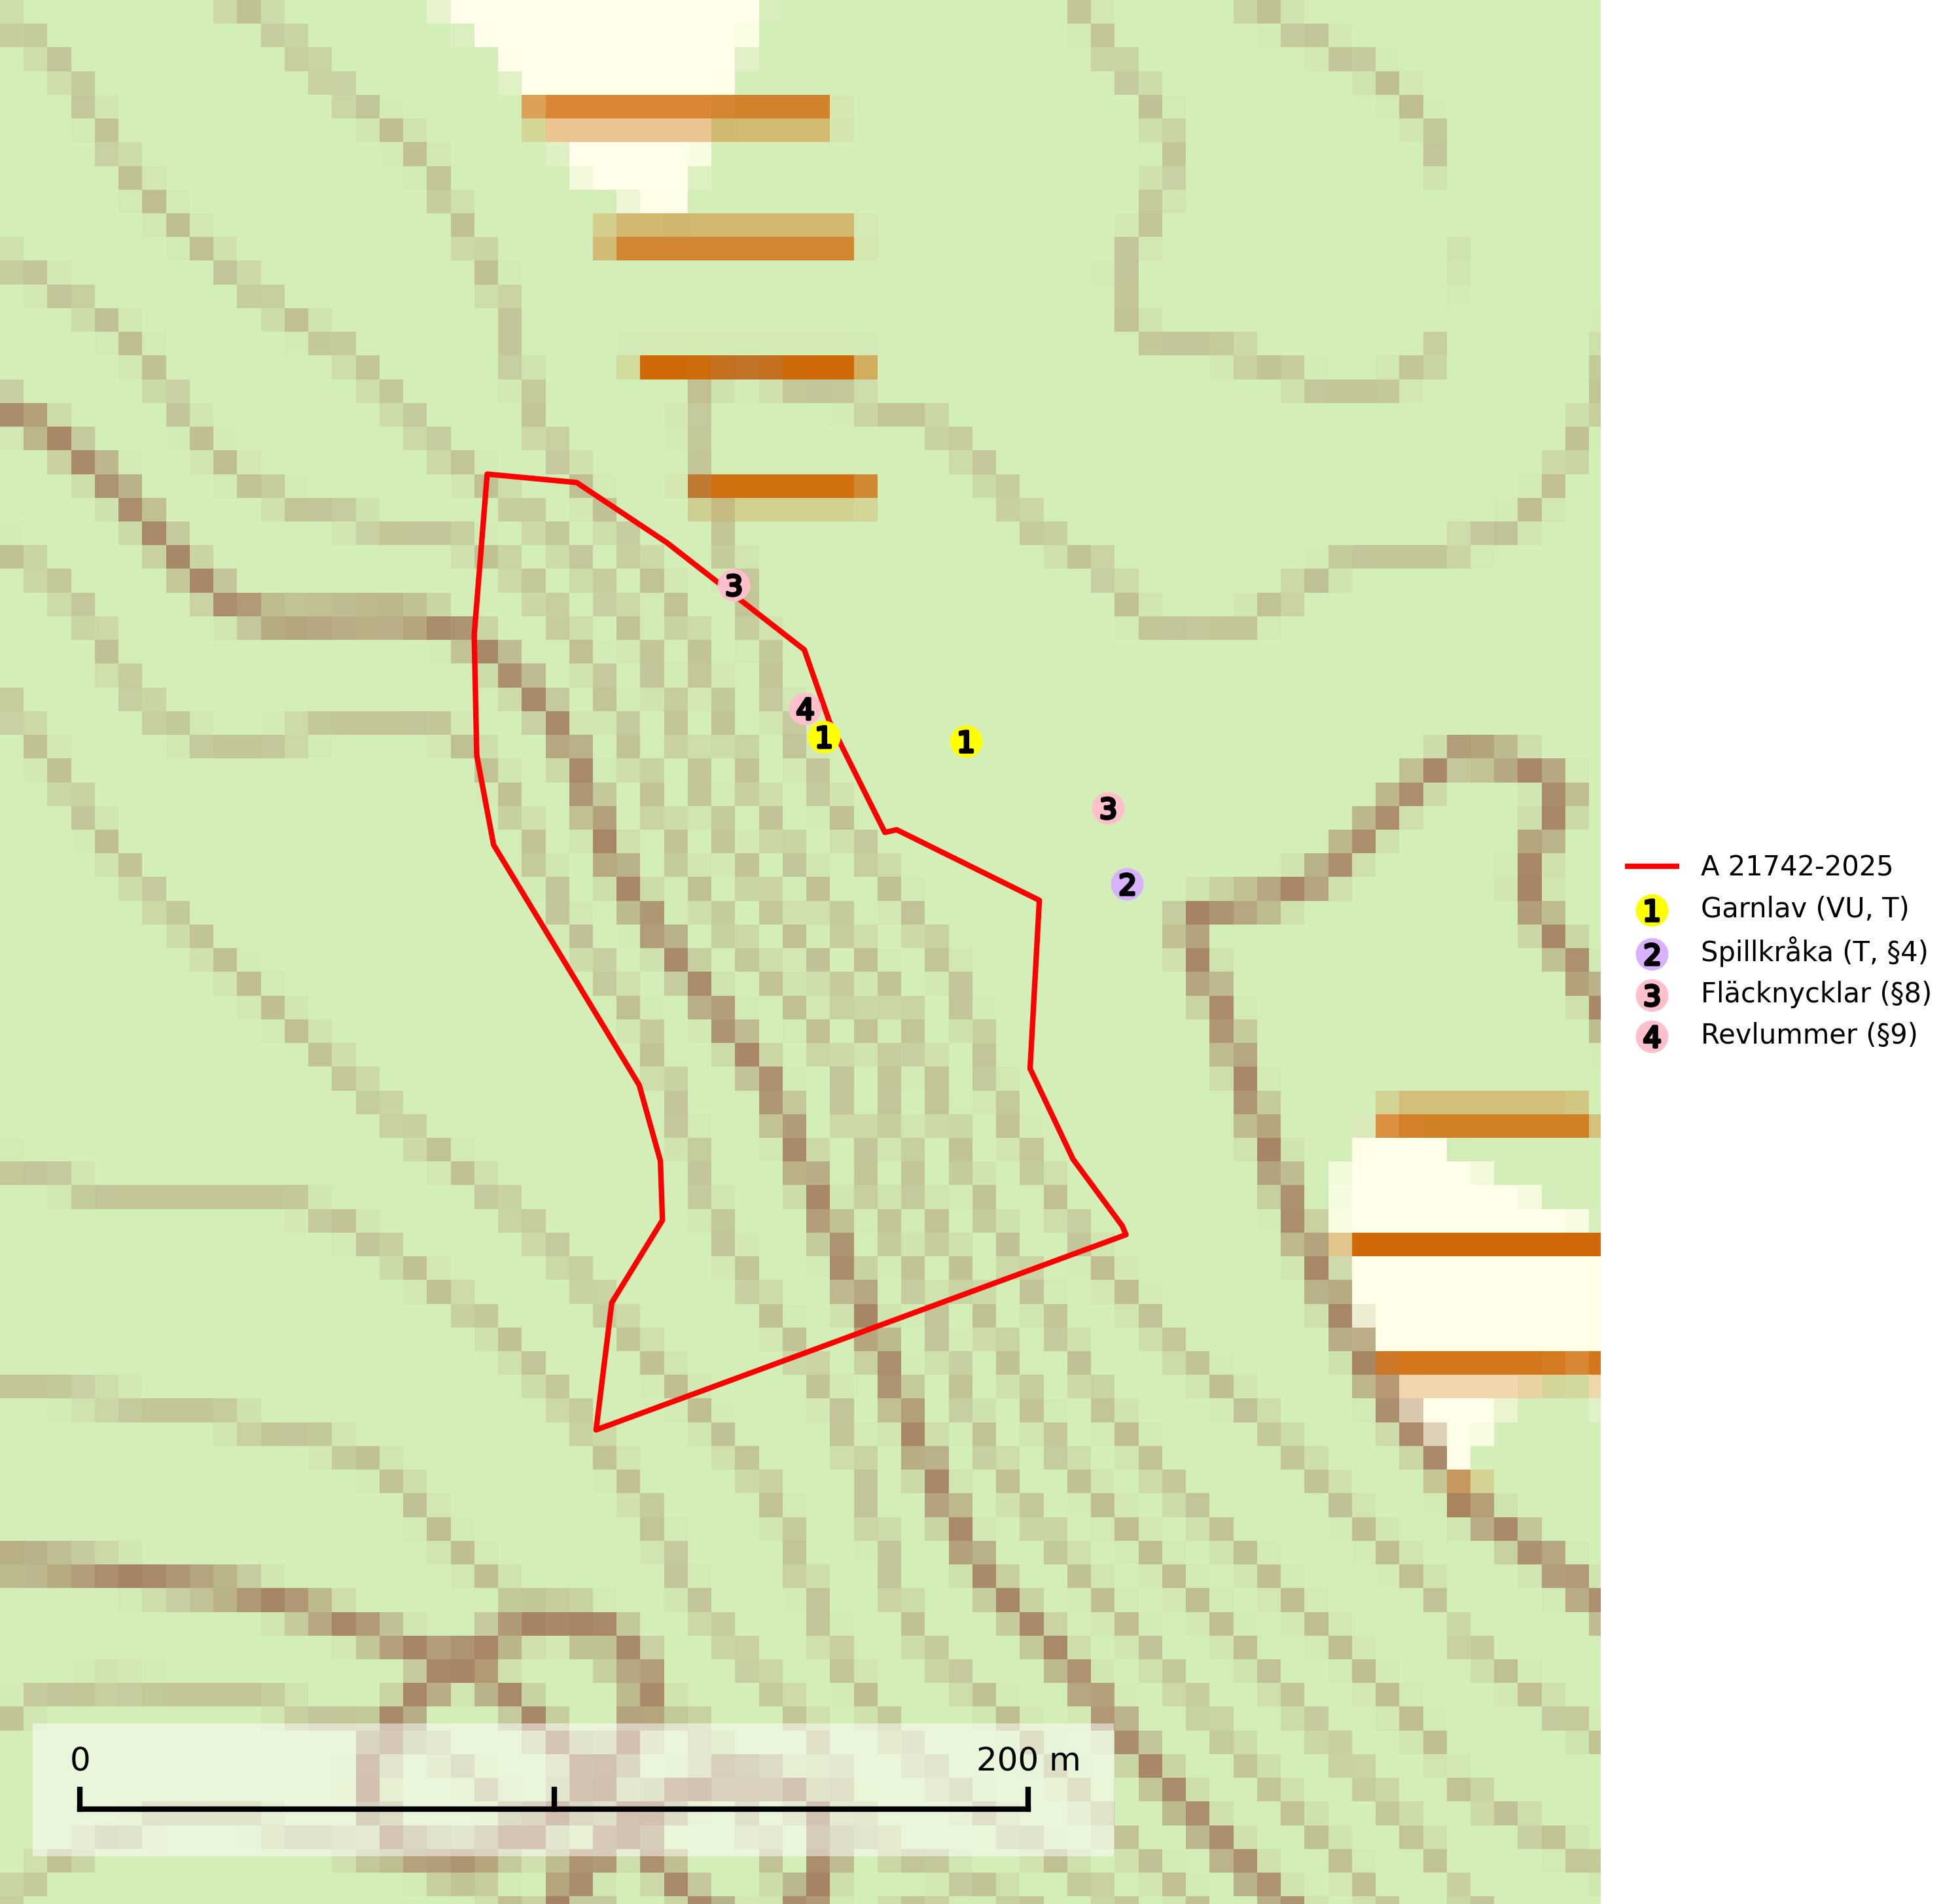 3
4
1
1
3
2
A 21742-2025
1 Garnlav (VU, T)
2 Spillkråka (T, §4)
3 Fläcknycklar (§8)
4 Revlummer (§9)
0 200 m